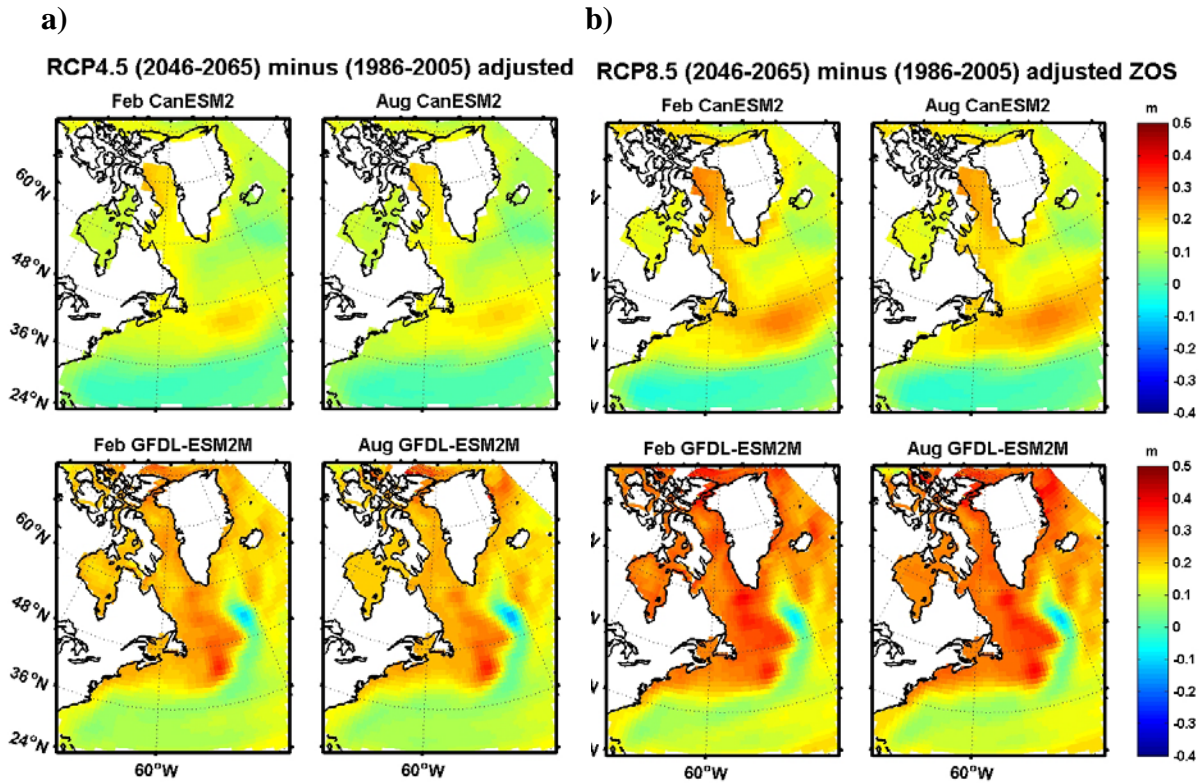 a)
b)
RCP4.5 (2046-2065) minus (1986-2005) adjusted
RCP8.5 (2046-2065) minus (1986-2005) adjusted ZOS
Feb CanESM2
Aug CanESM2
Feb CanESM2
Aug CanESM2
m
60°N
48°N
36°N
24°N
0.5
0.4
0.3
0.2
0.1
0
-0.1
-0.2
-0.3
-0.4
Feb GFDL-ESM2M
Aug GFDL-ESM2M
Feb GFDL-ESM2M
Aug GFDL-ESM2M
m
60°N
48°N
36°N
24°N
0.5
0.4
0.3
0.2
0.1
0
-0.1
-0.2
-0.3
-0.4
60°W
60°W
60°W
60°W